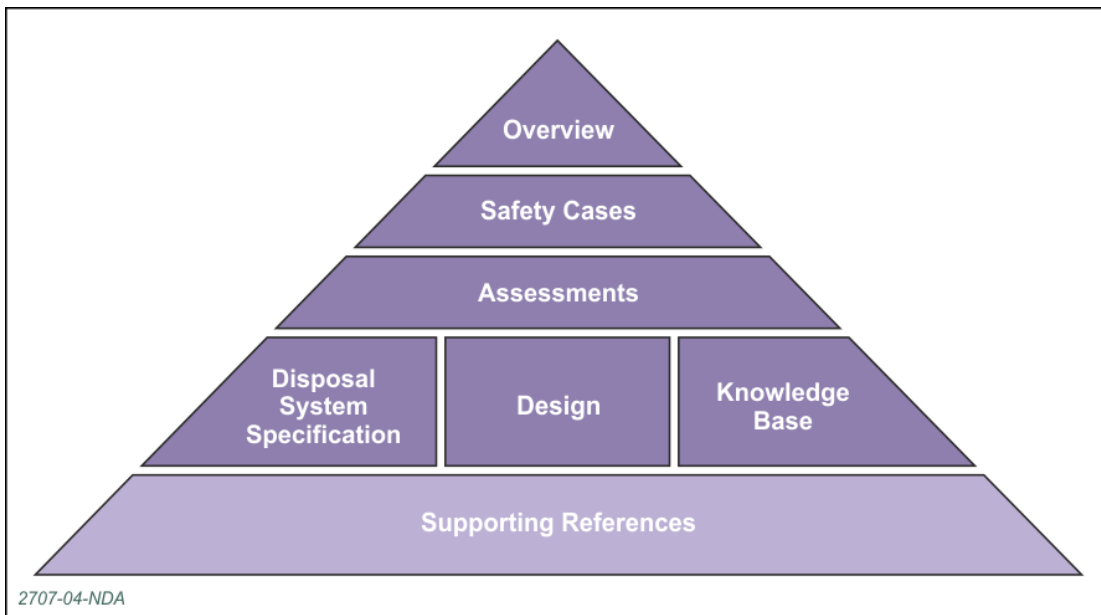 Overview
Safety Cases
Assessments
Disposal
System
Specification
Design
Knowledge
Base
Supporting References
2707-04-NDA